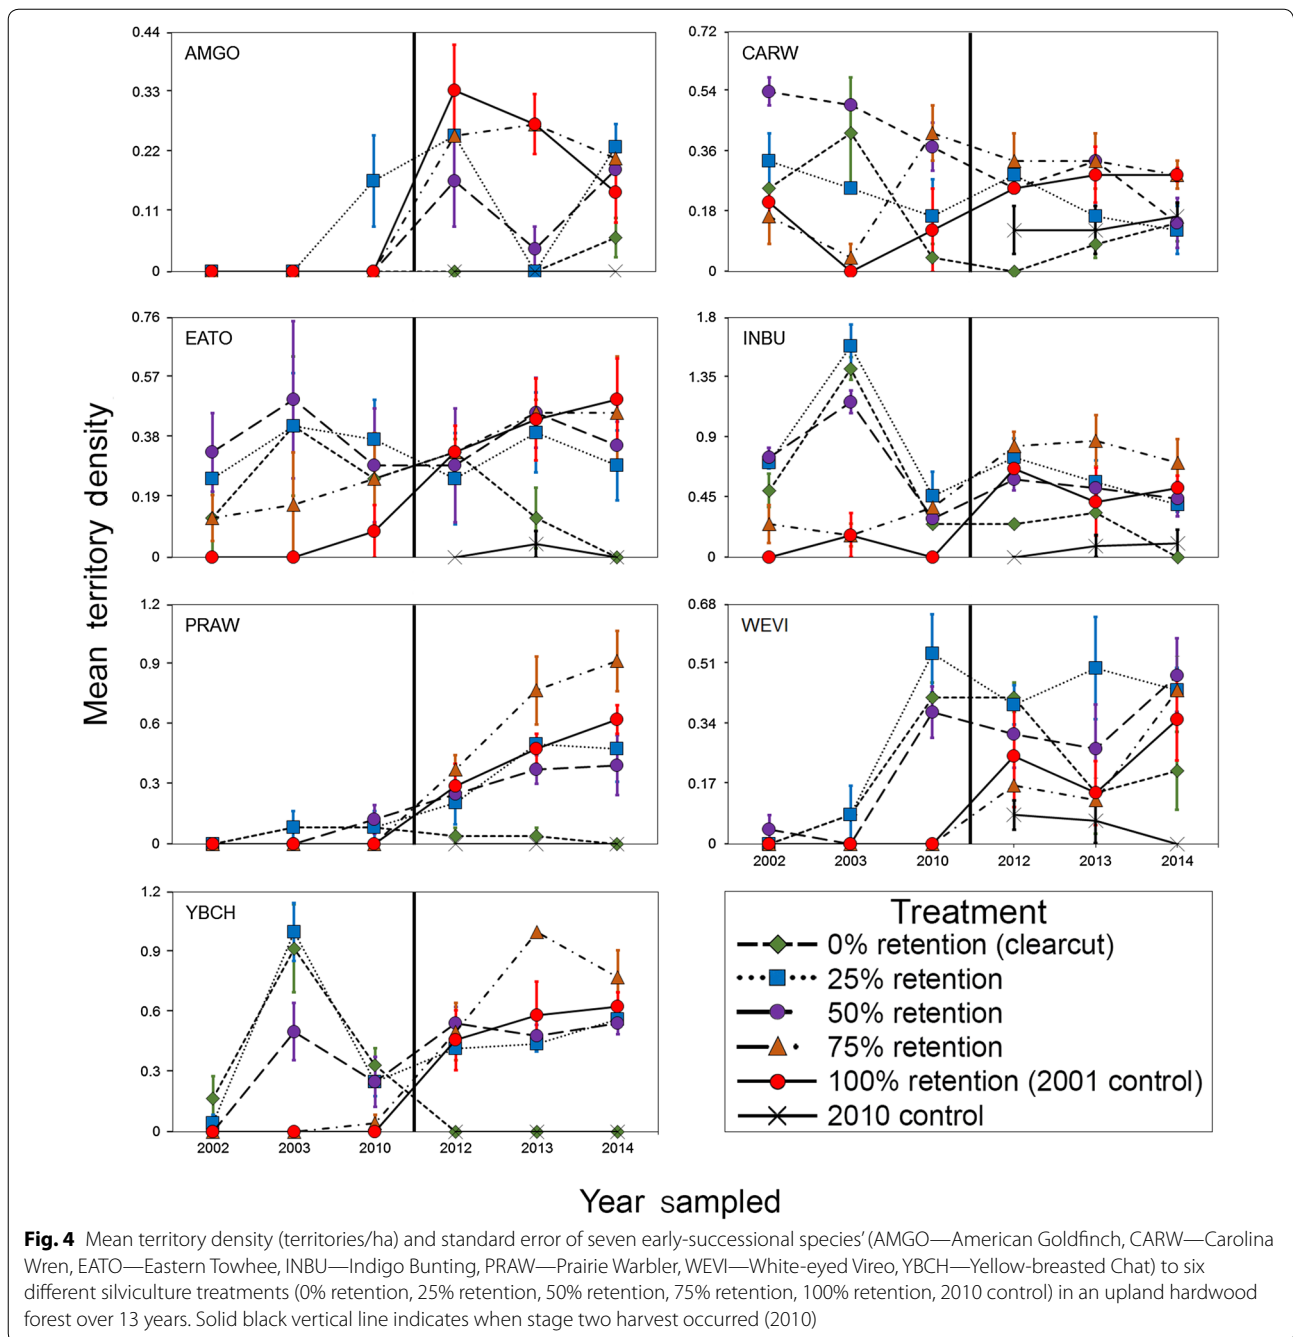 0.44
0.33
0.22
0.11
0
AMGO
0.72
0.54
0.36
0.18
0
CARW
0.76
0.57
0.38
0.19
0
EATO
1.8
1.35
0.9
0.45
0
INBU
1.2
0.9
0.6
0.3
0
PRAW
0.68
0.51
0.34
0.17
0
WEVI
2002 2003 2010 2012 2013 2014
1.2
0.9
0.6
0.3
0
YBCH
2002 2003 2010 2012 2013 2014
Mean territory density
Year sampled
Treatment
0% retention (clearcut)
25% retention
50% retention
75% retention
100% retention (2001 control)
2010 control
Fig. 4 Mean territory density (territories/ha) and standard error of seven early-successional species' (AMGO—American Goldfinch, CARW—Carolina
Wren, EATO—Eastern Towhee, INBU—Indigo Bunting, PRAW—Prairie Warbler, WEVI—White-eyed Vireo, YBCH—Yellow-breasted Chat) to six
different silviculture treatments (0% retention, 25% retention, 50% retention, 75% retention, 100% retention, 2010 control) in an upland hardwood
forest over 13 years. Solid black vertical line indicates when stage two harvest occurred (2010)